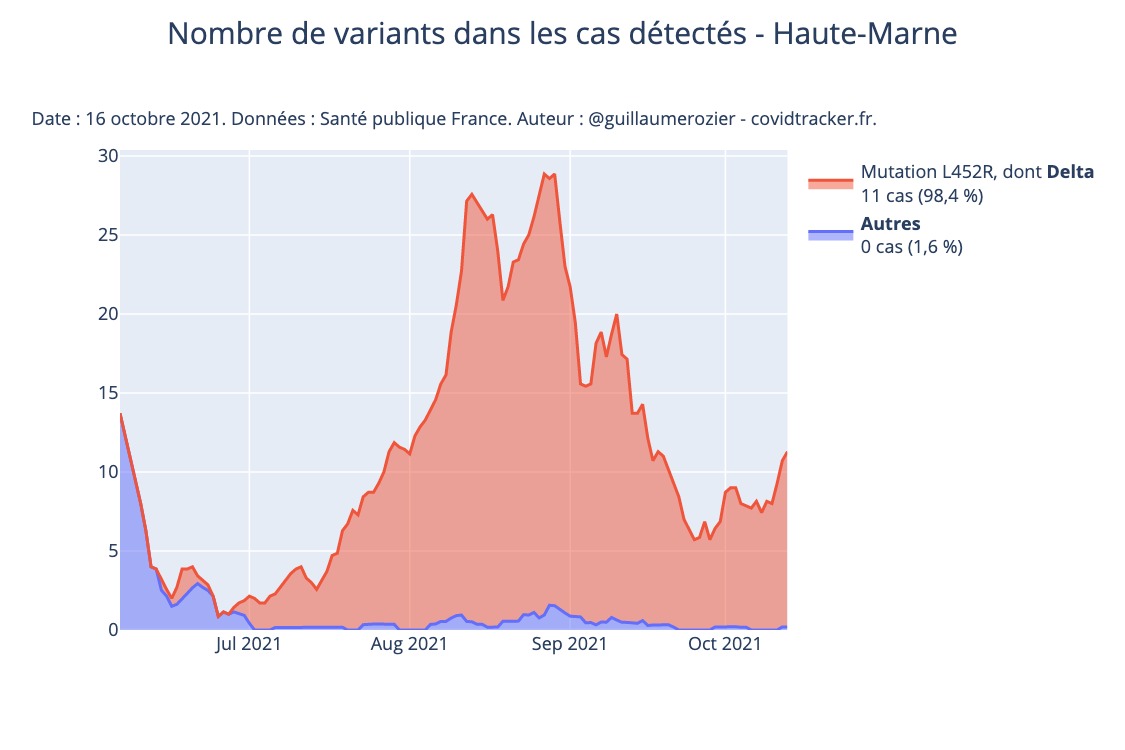 Nombre de variants dans les cas détectés - Haute-Marne
Date : 16 octobre 2021. Données : Santé publique France. Auteur : @guillaumerozier - covidtracker.fr.
30
25
20
15
10
5
0
Jul 2021
Aug 2021
Sep 2021
Oct 2021
Mutation L452R, dont Delta
11 cas (98,4 %)
Autres
0 cas (1,6 %)